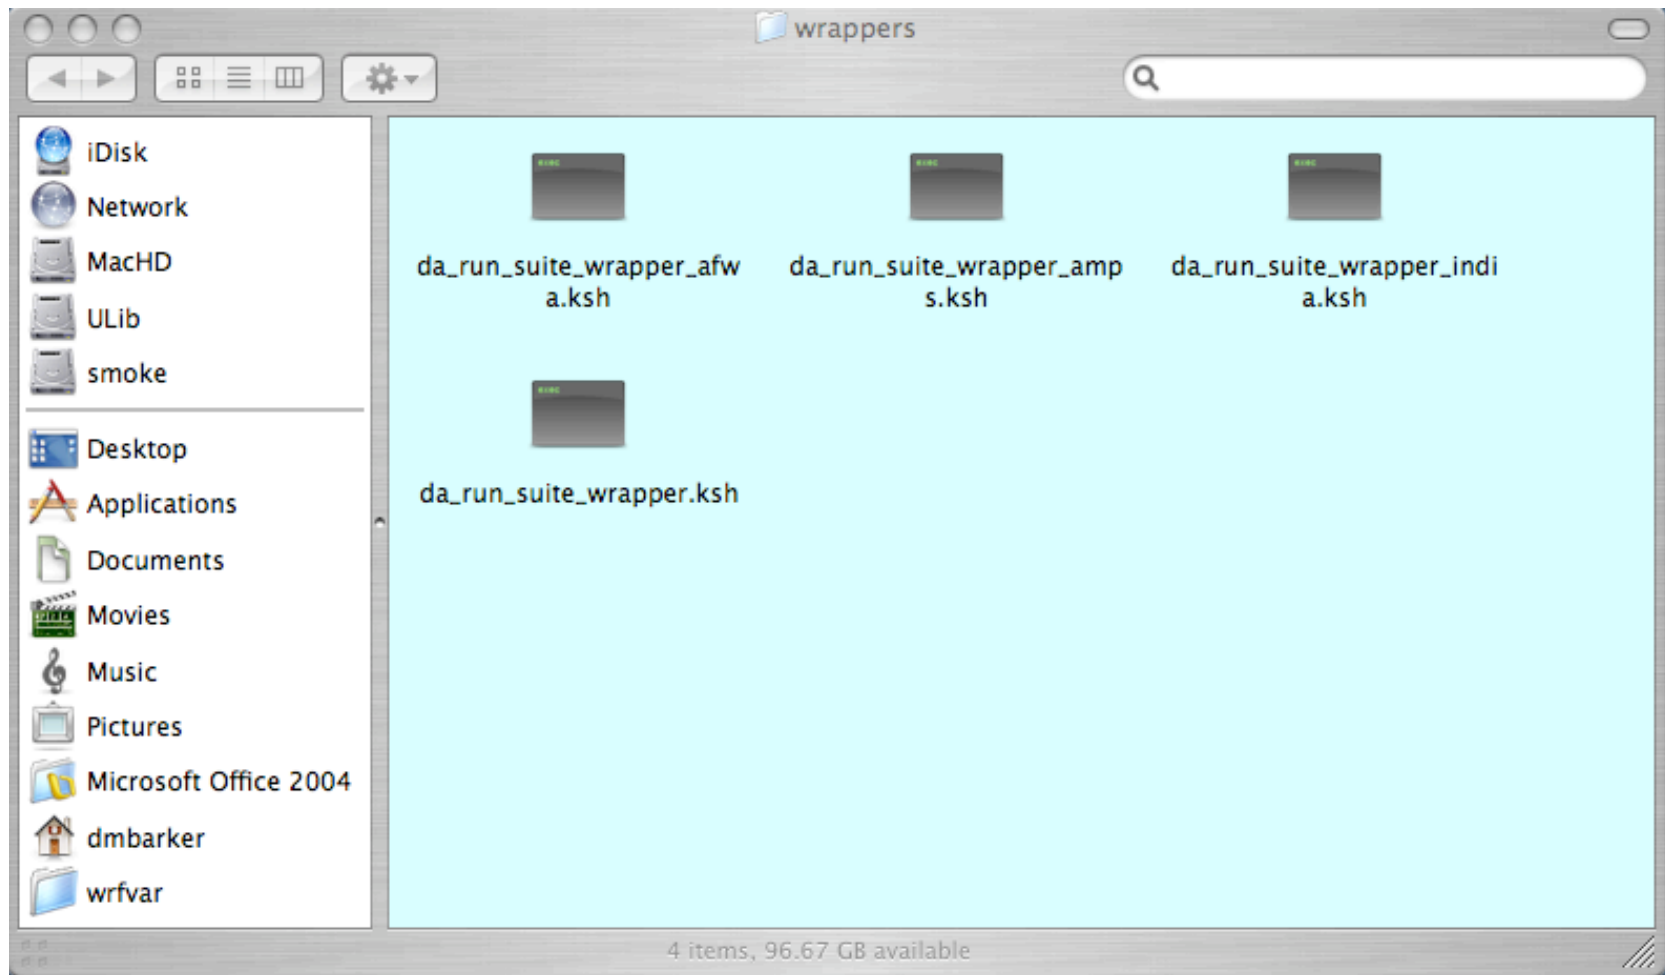 wrappers
iDisk
Network
MacHD
ULib
smoke
Desktop
Applications
Documents
Movies
Music
Pictures
Microsoft Office 2004
dmbarker
wrfvar
da_run_suite_wrapper_afw
a.ksh
da_run_suite_wrapper_amp
s.ksh
da_run_suite_wrapper_indi
a.ksh
da_run_suite_wrapper.ksh
4 items, 96.67 GB available